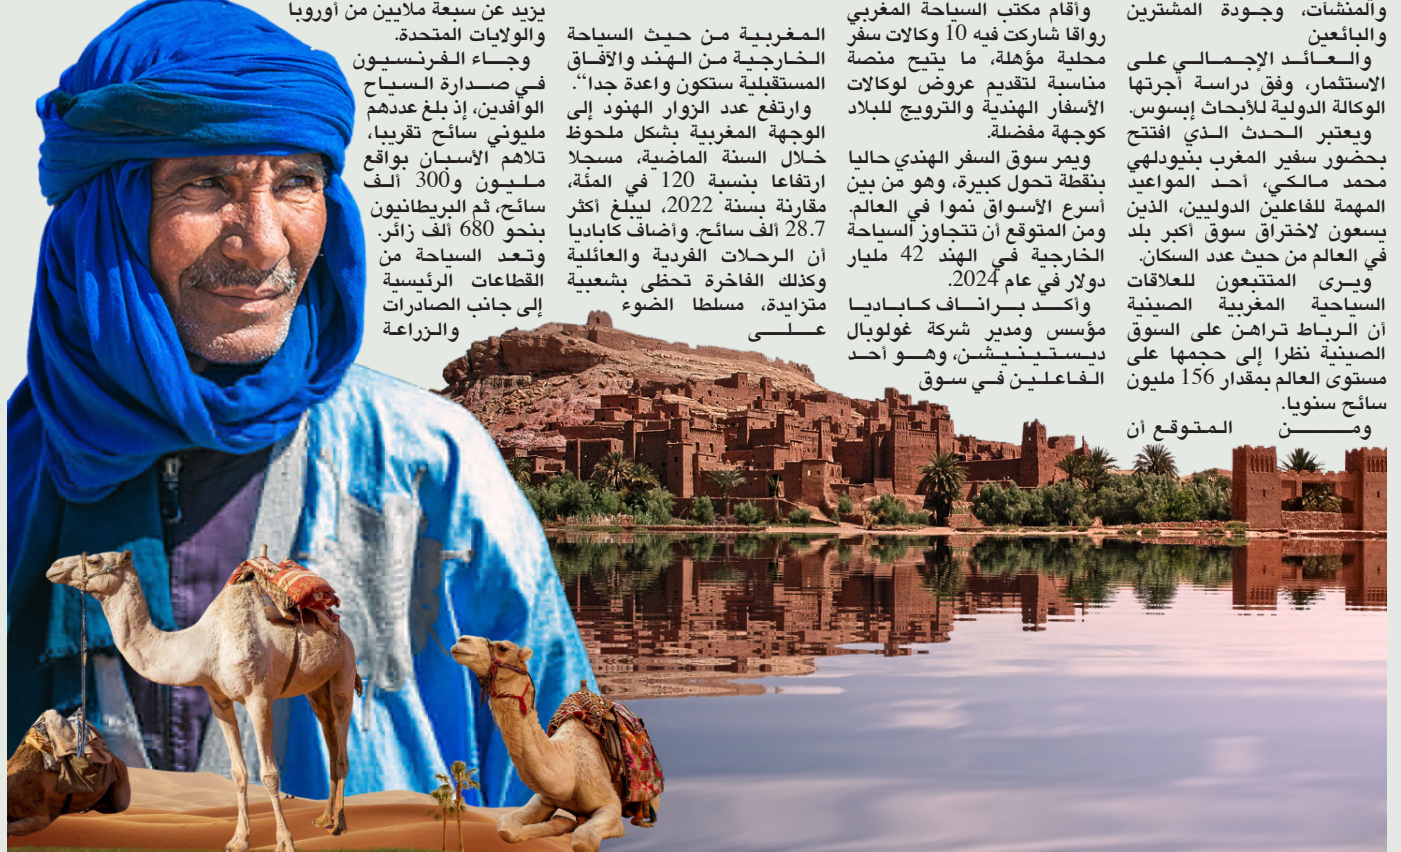 والمنشآت، وجودة المشترين
والبائعين
والعائد الإجمالي على
الاستثمار، وفق دراسة أجرتها
الوكالة الدولية للأبحاث إبسوس.
ويعتبر الحدث الذي افتتح
بحضور سفير المغرب بنيودلهي
محمد مالكي، أحد المواعيد
المهمة للفاعلين الدوليين، الذين
يسعون لاختراق سوق أكبر بلد
في العالم من حيث عدد السكان.
ويرى المتتبعون للعلاقات
السياحية المغربية الصينية
أن الرباط تراهن على السوق
الصينية نظرا إلى حجمها على
مستوى العالم بمقدار 156 مليون
سائح سنويا.
ومن المتوقع أن
وأقام مكتب السياحة المغربي
رواقا شاركت فيه 10 وكالات سفر
محلية مؤهلة، ما يتيح منصة
مناسبة لتقديم عروض لوكالات
الأسفار الهندية والترويج للبلاد
كوجهة مفضلة.
ويمر سوق السفر الهندي حاليا
بنقطة تحول كبيرة، وهو من بين
أسرع الأسواق نموا في العالم.
ومن المتوقع أن تتجاوز السياحة
الخارجية في الهند 42 مليار
دولار في عام 2024.
وأكد براناف كاباديا
مؤسس ومدير شركة غولوبال
ديستينيشن، وهو أحد
الفاعلين في سوق
المغربية من حيث السياحة
الخارجية من الهند والآفاق
المستقبلية ستكون واعدة جدا“.
وارتفع عدد الزوار الهنود إلى
الوجهة المغربية بشكل ملحوظ
خلال السنة الماضية، مسجلا
ارتفاعا بنسبة 120 في المئة،
مقارنة بسنة 2022، ليبلغ أكثر
28.7 ألف سائح. وأضاف كاباديا
أن الرحلات الفردية والعائلية
وكذلك الفاخرة تحظى بشعبية
متزايدة، مسلطا الضوء
على
يزيد عن سبعة ملايين من أوروبا
والولايات المتحدة.
وجاء الفرنسيون
في صدارة السياح
الوافدين، إذ بلغ عددهم
مليوني سائح تقريبا،
تلاهم الأسبان بواقع
مليون و300 ألف
سائح، ثم البريطانيون
بنحو 680 ألف زائر.
وتعد السياحة من
القطاعات الرئيسية
إلى جانب الصادرات
والزراعة